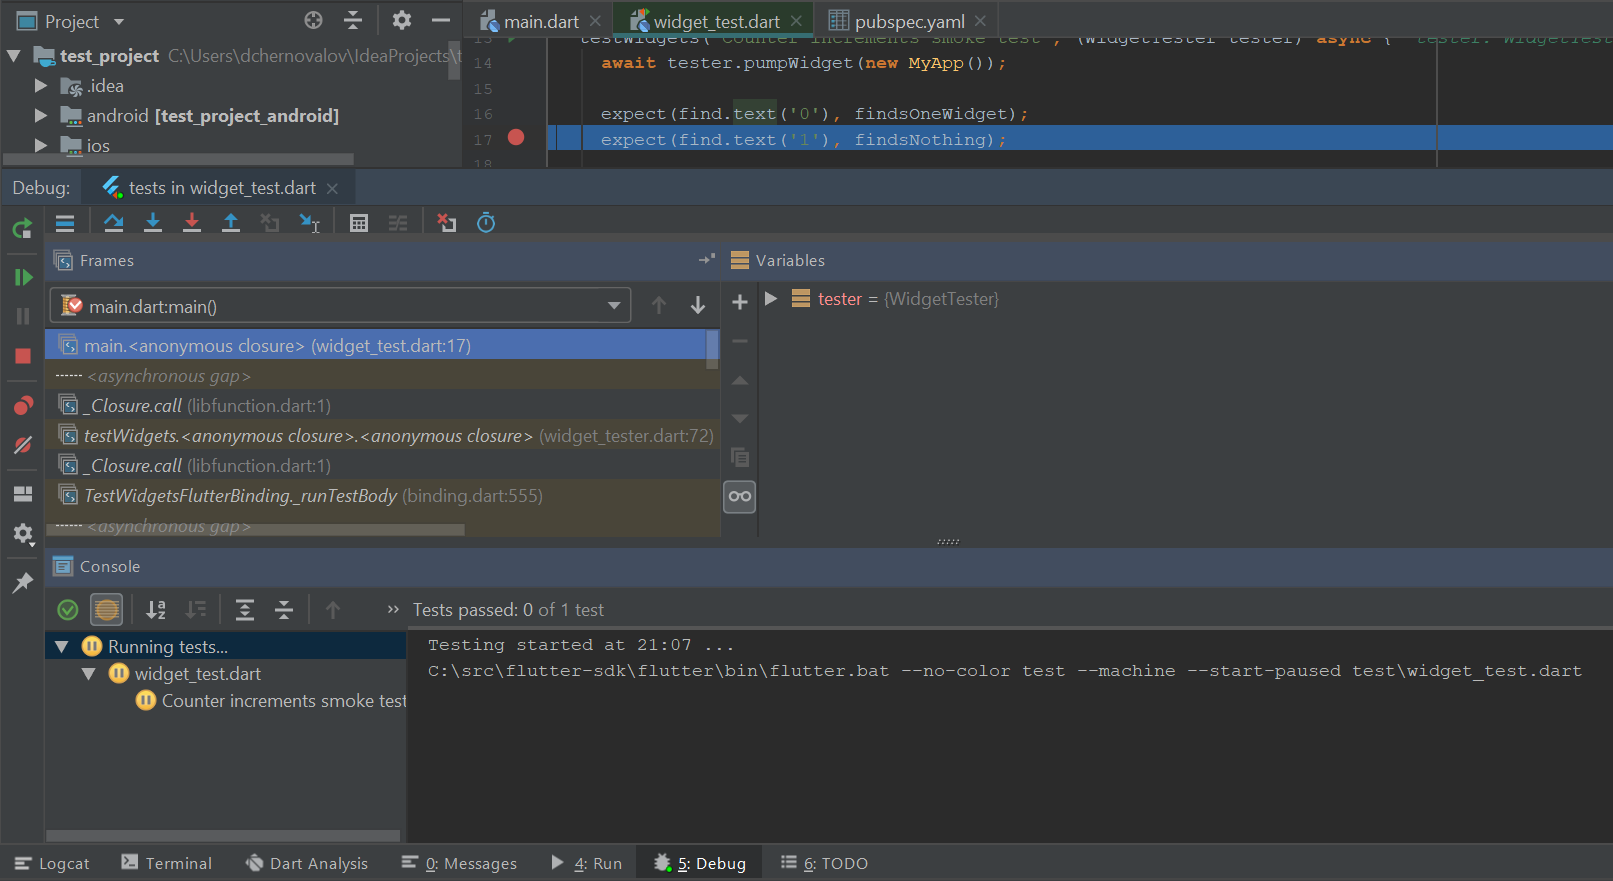 Project
main.dart
widget_test.dart
pubspec.yaml
test_project C:\Users\dchernovalov\IdeaProjects\t
.idea
android [test_project_android]
ios
13 testWidgets('Counter increments smoke test', (WidgetTester tester) async { tester: WidgetTest
14 await tester.pumpWidget(new MyApp());
15
16 expect(find.text('0'), findsOneWidget);
17 expect(find.text('1'), findsNothing);
18
Debug: tests in widget_test.dart
Frames
Variables
main.dart:main()
tester = {WidgetTester}
main.<anonymous closure> (widget_test.dart:17)
------ <asynchronous gap>
_Closure.call (libfunction.dart:1)
testWidgets.<anonymous closure>.<anonymous closure> (widget_tester.dart:72)
_Closure.call (libfunction.dart:1)
TestWidgetsFlutterBinding._runTestBody (binding.dart:555)
------ <asynchronous gap>
Console
» Tests passed: 0 of 1 test
Running tests...
widget_test.dart
Counter increments smoke test
Testing started at 21:07 ...
C:\src\flutter-sdk\flutter\bin\flutter.bat --no-color test --machine --start-paused test\widget_test.dart
Logcat
Terminal
Dart Analysis
0: Messages
4: Run
5: Debug
6: TODO